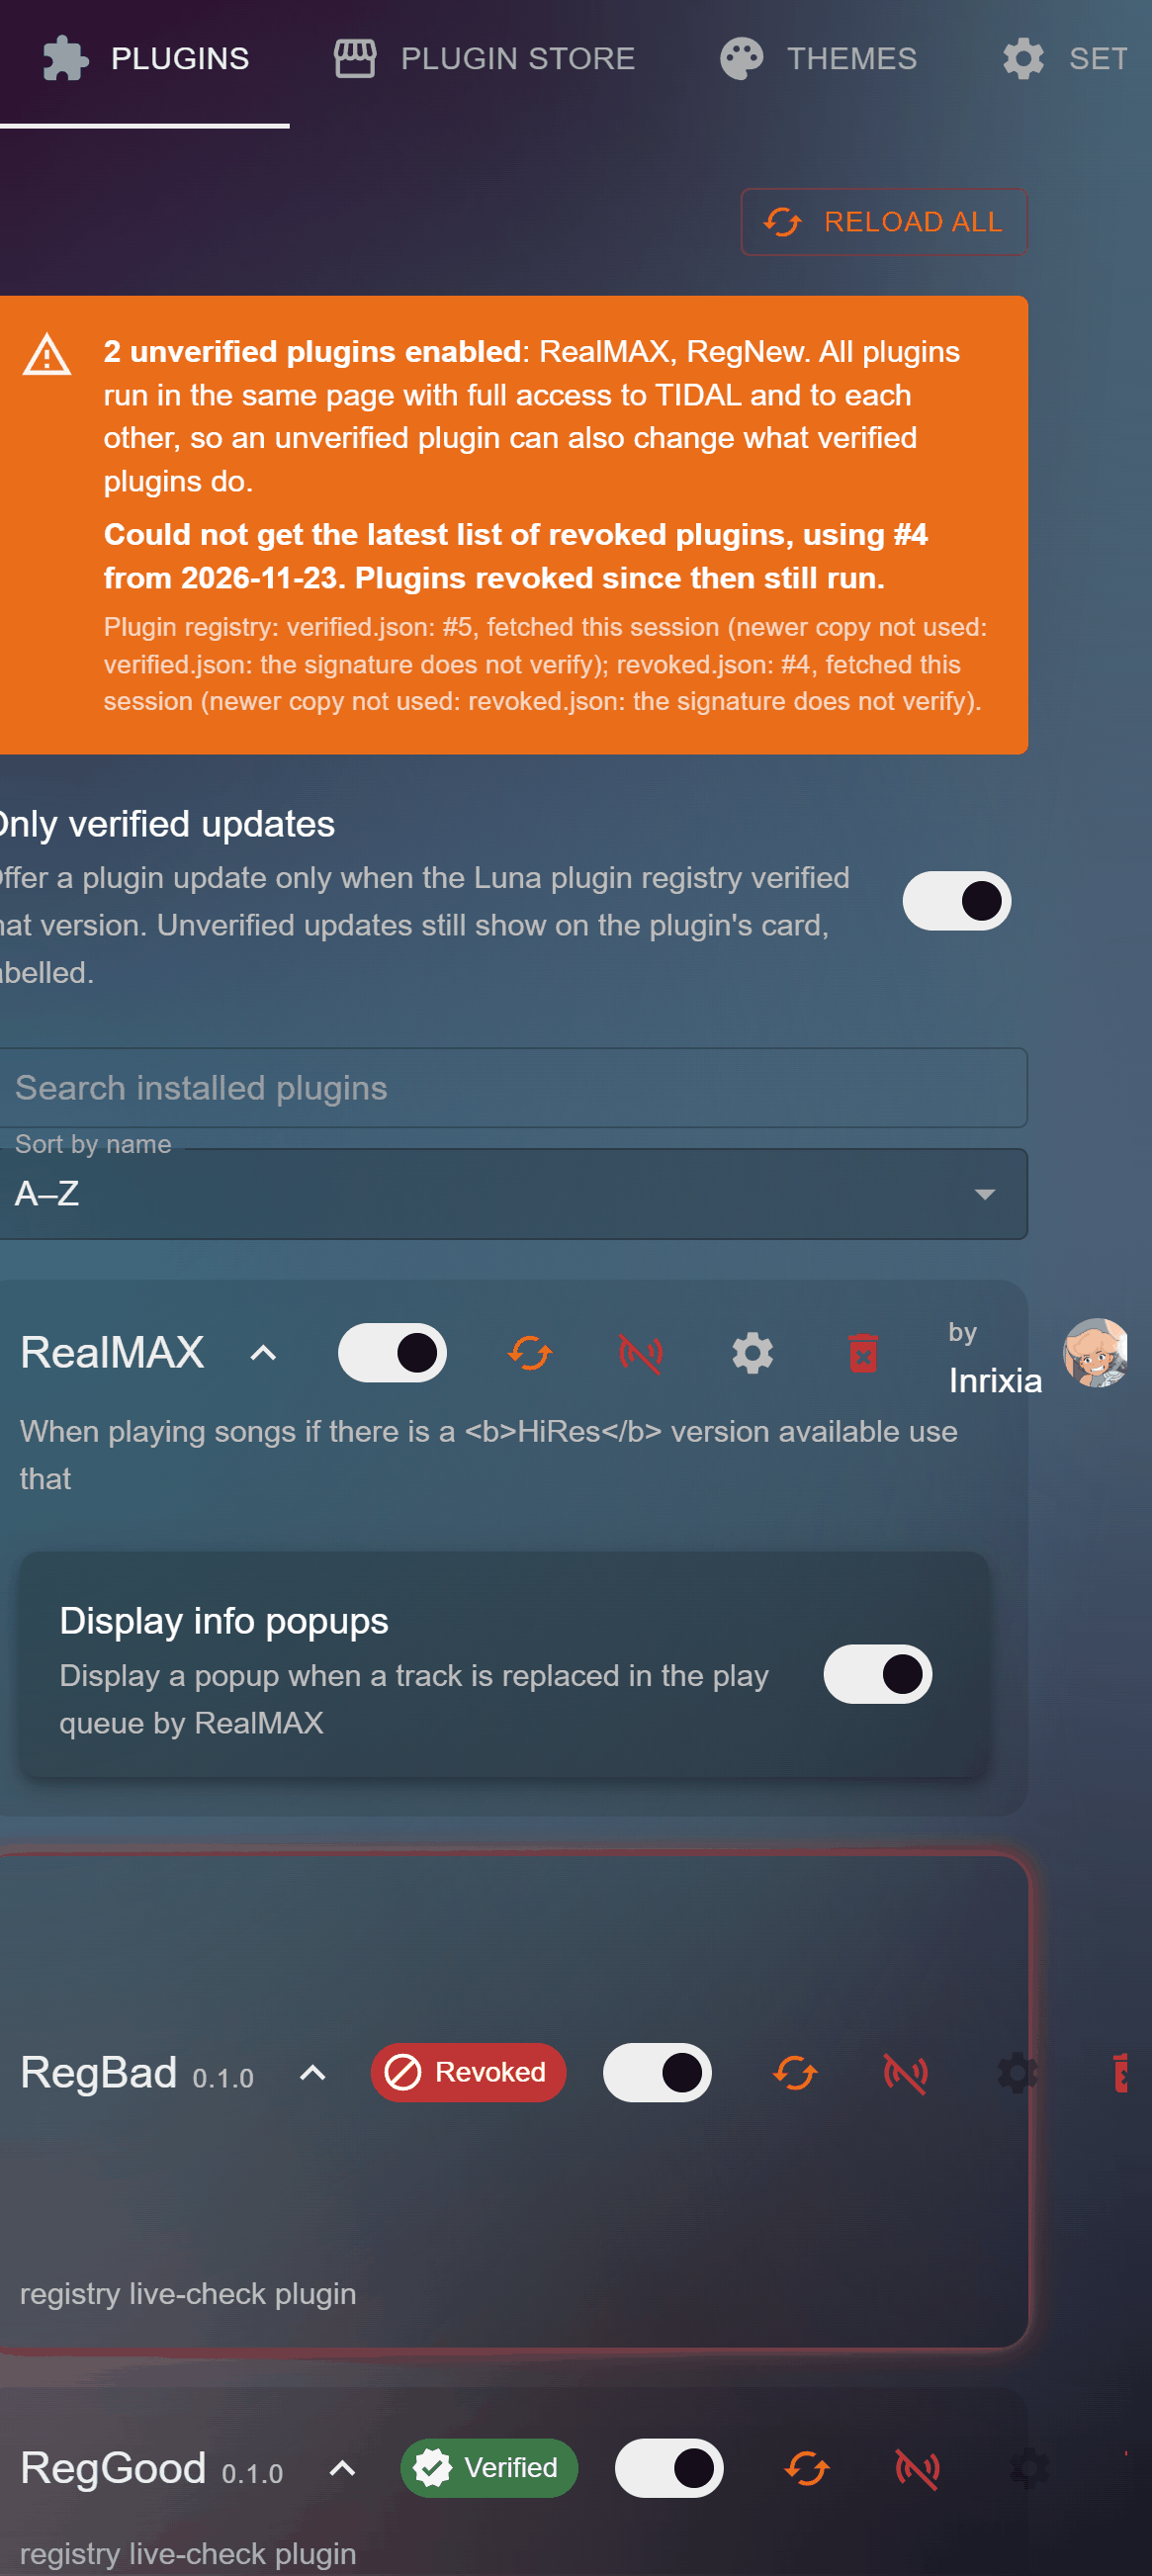 PLUGINS
PLUGIN STORE
THEMES
SET
RELOAD ALL
2 unverified plugins enabled: RealMAX, RegNew. All plugins
run in the same page with full access to TIDAL and to each
other, so an unverified plugin can also change what verified
plugins do.
Could not get the latest list of revoked plugins, using #4
from 2026-11-23. Plugins revoked since then still run.
Plugin registry: verified.json: #5, fetched this session (newer copy not used:
verified.json: the signature does not verify); revoked.json: #4, fetched this
session (newer copy not used: revoked.json: the signature does not verify).
Only verified updates
ffer a plugin update only when the Luna plugin registry verified
hat version. Unverified updates still show on the plugin's card,
abelled.
Search installed plugins
Sort by name
A–Z
RealMAX
by
Inrixia
When playing songs if there is a <b>HiRes</b> version available use
that
Display info popups
Display a popup when a track is replaced in the play
queue by RealMAX
RegBad 0.1.0
Revoked
registry live-check plugin
RegGood 0.1.0
Verified
registry live-check plugin